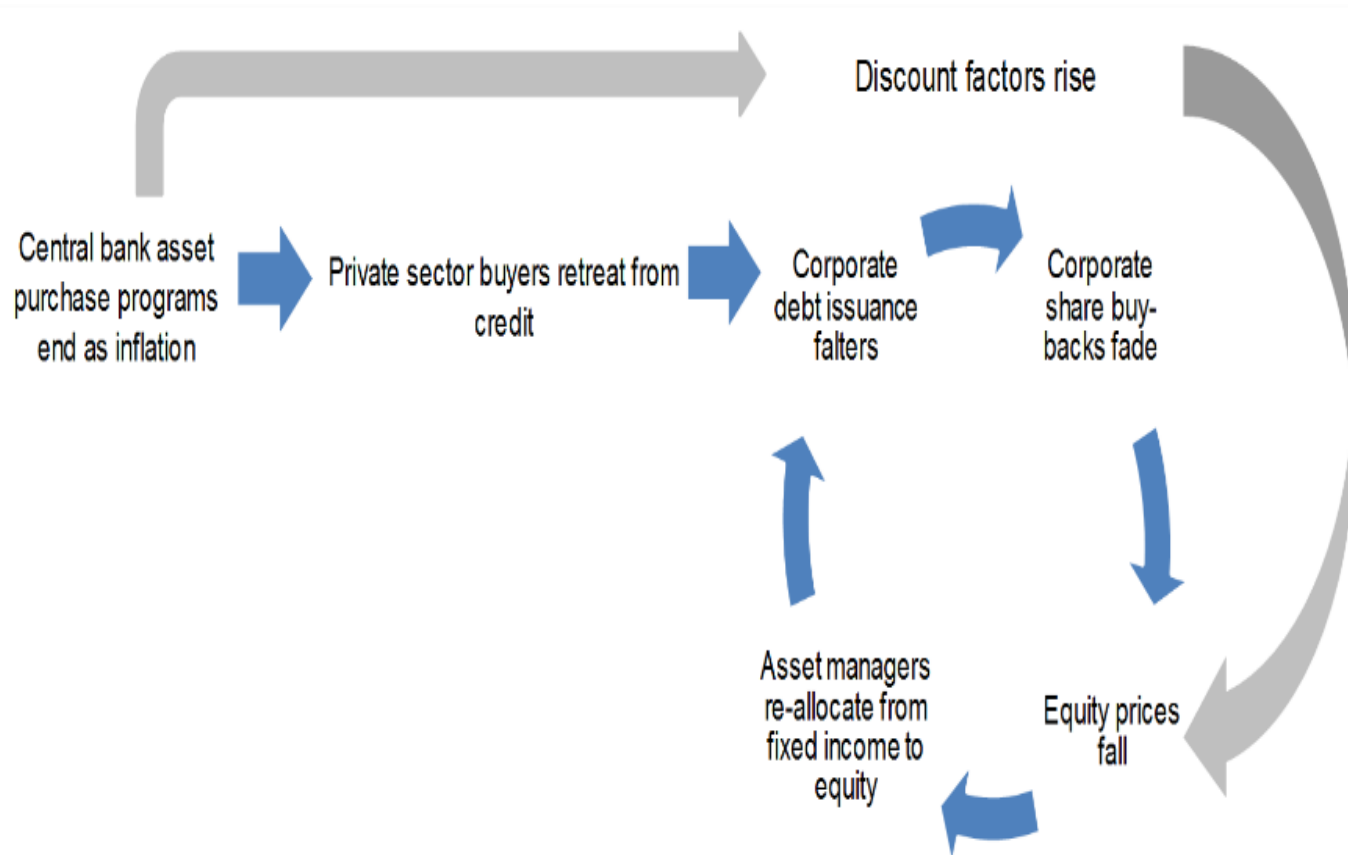 Discount factors rise
Central bank asset
purchase programs
end as inflation
Private sector buyers retreat from
credit
Corporate
debt issuance
falters
Corporate
share buy-
backs fade
Asset managers
re-allocate from
fixed income to
equity
Equity prices
fall